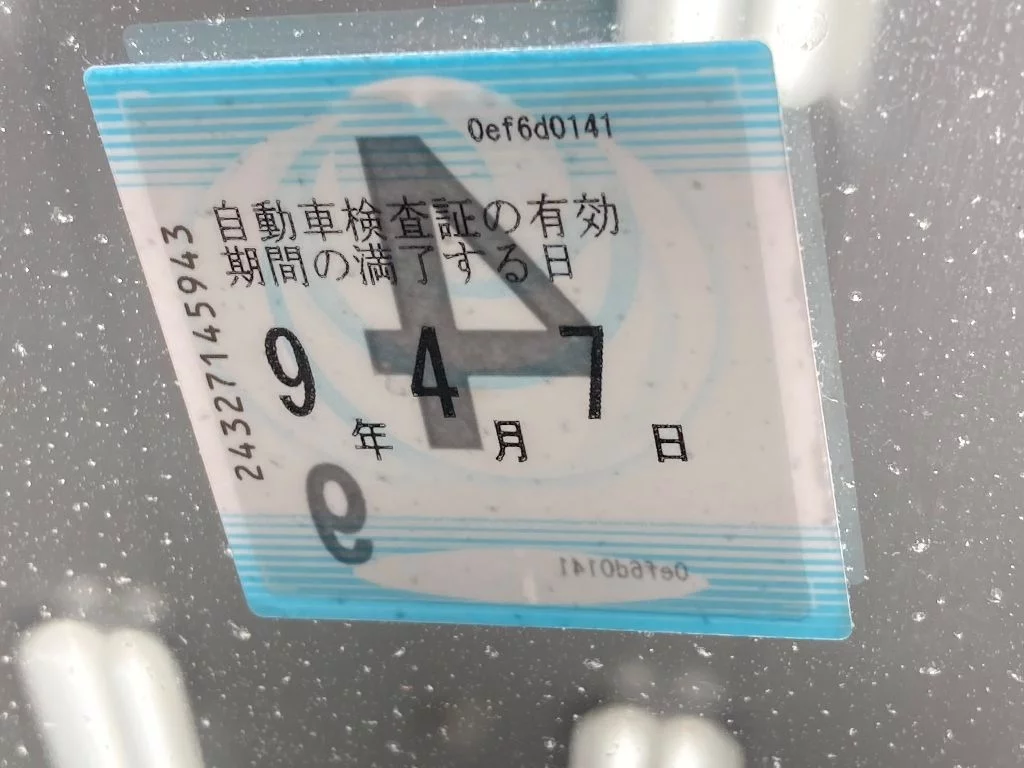 0ef6d0141
自動車検査証の有効
期間の満了する日
9年4月7日
24327145943
4
9
0ef6d0141